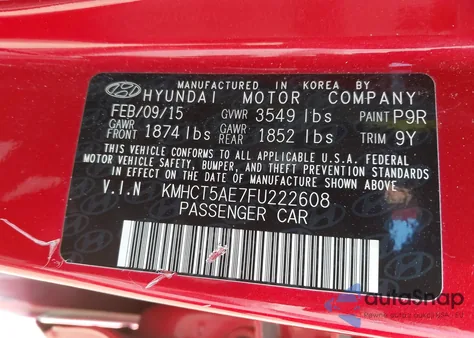 MANUFACTURED IN KOREA BY
HYUNDAI MOTOR COMPANY
FEB/09/15 GVWR 3549 lbs PAINT P9R
GAWR FRONT 1874 lbs GAWR REAR 1852 lbs TRIM 9Y
THIS VEHICLE CONFORMS TO ALL APPLICABLE U.S.A. FEDERAL
MOTOR VEHICLE SAFETY, BUMPER, AND THEFT PREVENTION STANDARDS
IN EFFECT ON THE DATE OF MANUFACTURE SHOWN ABOVE.
V.I.N KMHCT5AE7FU222608
PASSENGER CAR
autoSnap